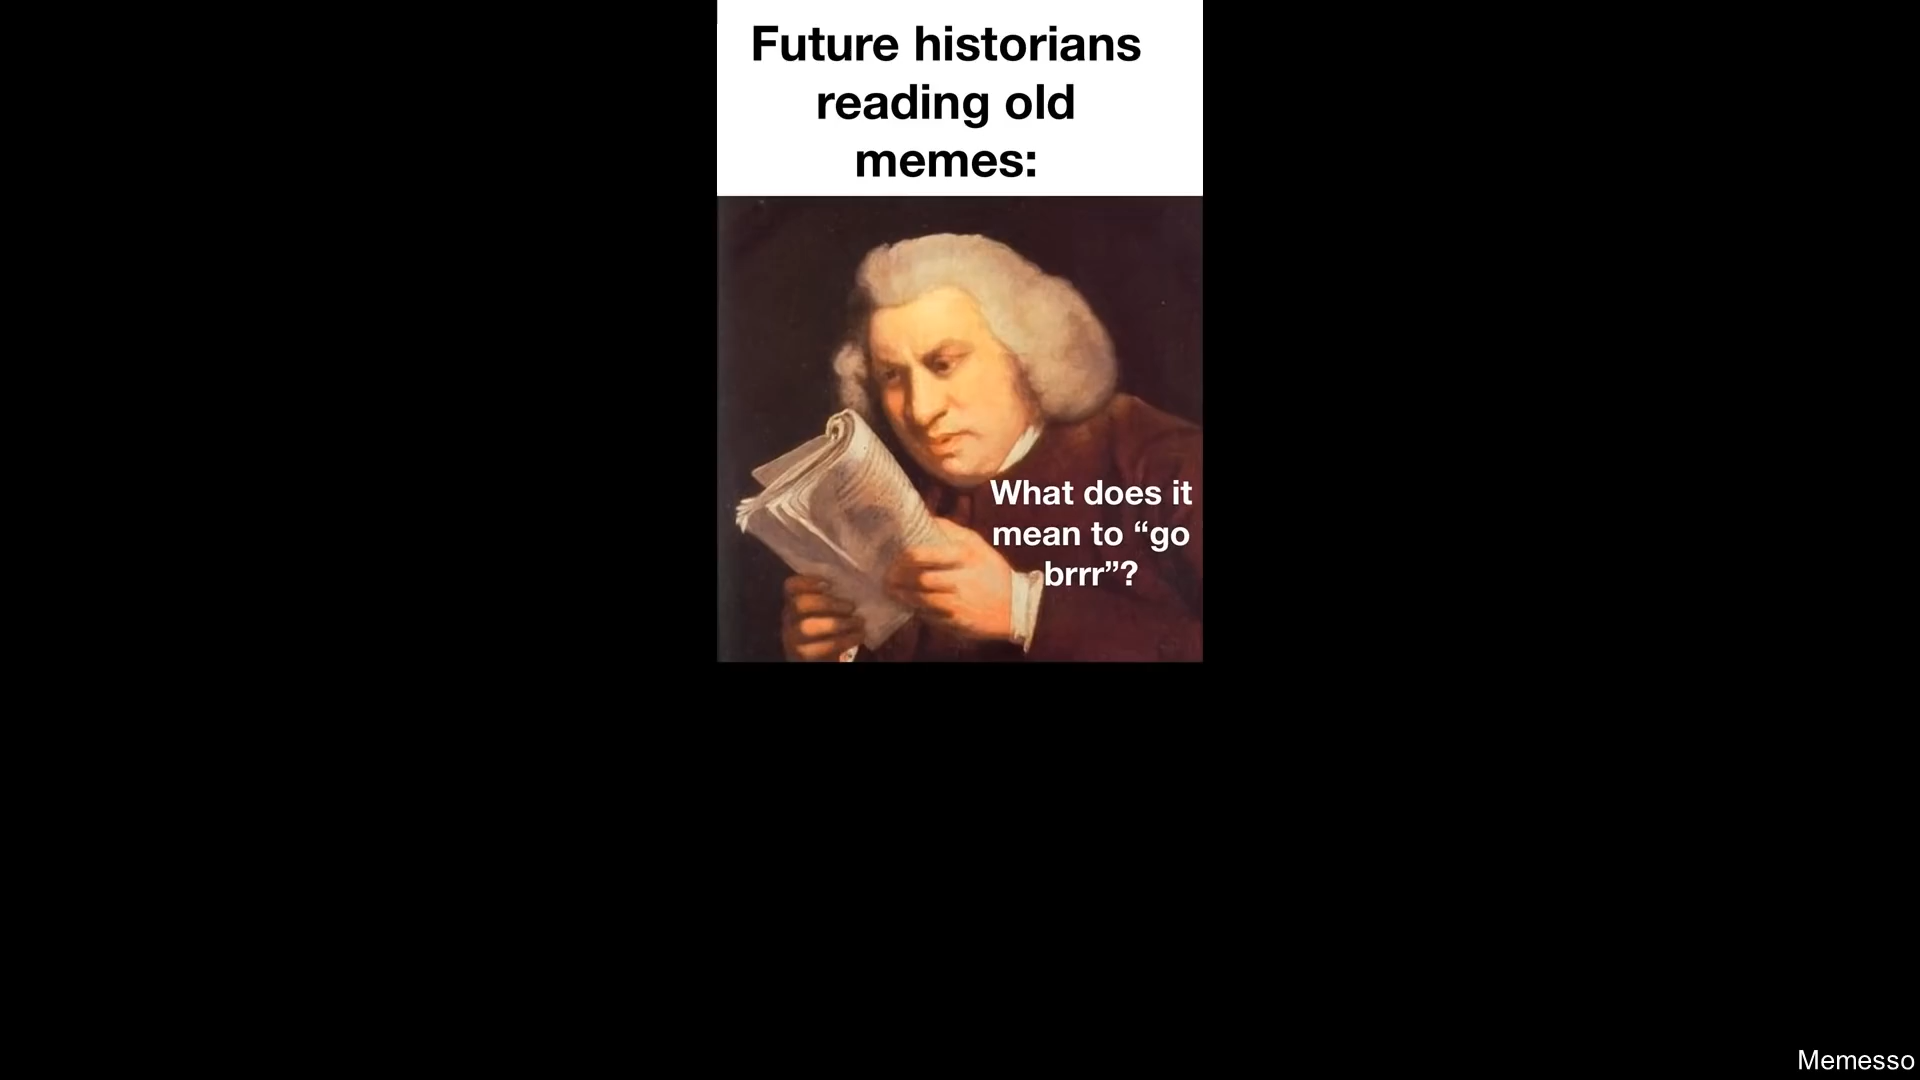 Future historians
reading old
memes:
What does it
mean to “go
brrr”?
Memesso